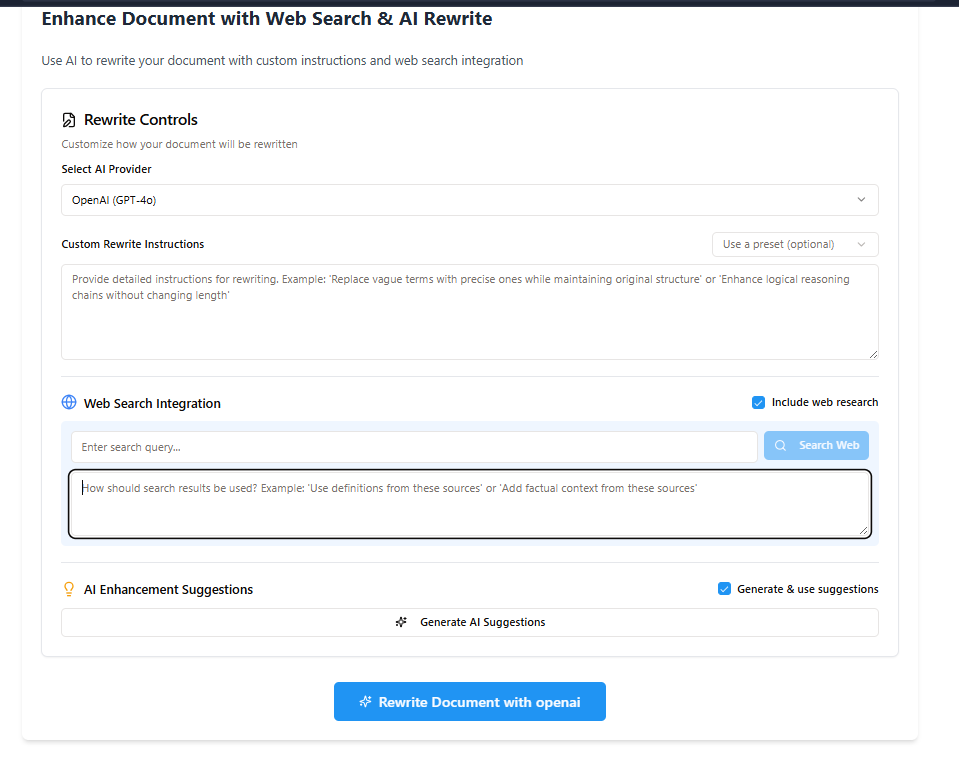 Enhance Document with Web Search & AI Rewrite
Use AI to rewrite your document with custom instructions and web search integration
Rewrite Controls
Customize how your document will be rewritten
Select AI Provider
OpenAI (GPT-4o)
Custom Rewrite Instructions
Use a preset (optional)
Provide detailed instructions for rewriting. Example: 'Replace vague terms with precise ones while maintaining original structure' or 'Enhance logical reasoning
chains without changing length'
Web Search Integration
Include web research
Enter search query...
Search Web
How should search results be used? Example: 'Use definitions from these sources' or 'Add factual context from these sources'
AI Enhancement Suggestions
Generate & use suggestions
Generate AI Suggestions
Rewrite Document with openai